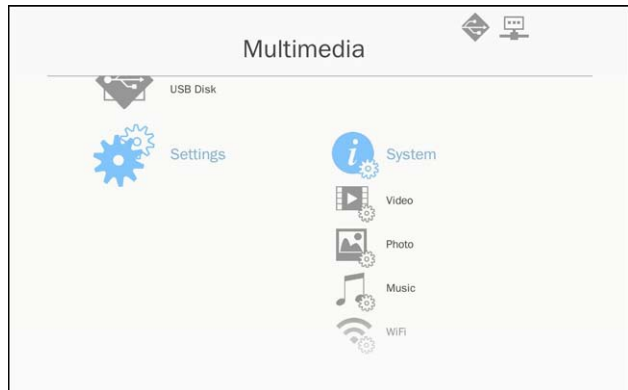 Multimedia
USB Disk
Settings
System
Video
Photo
Music
WiFi